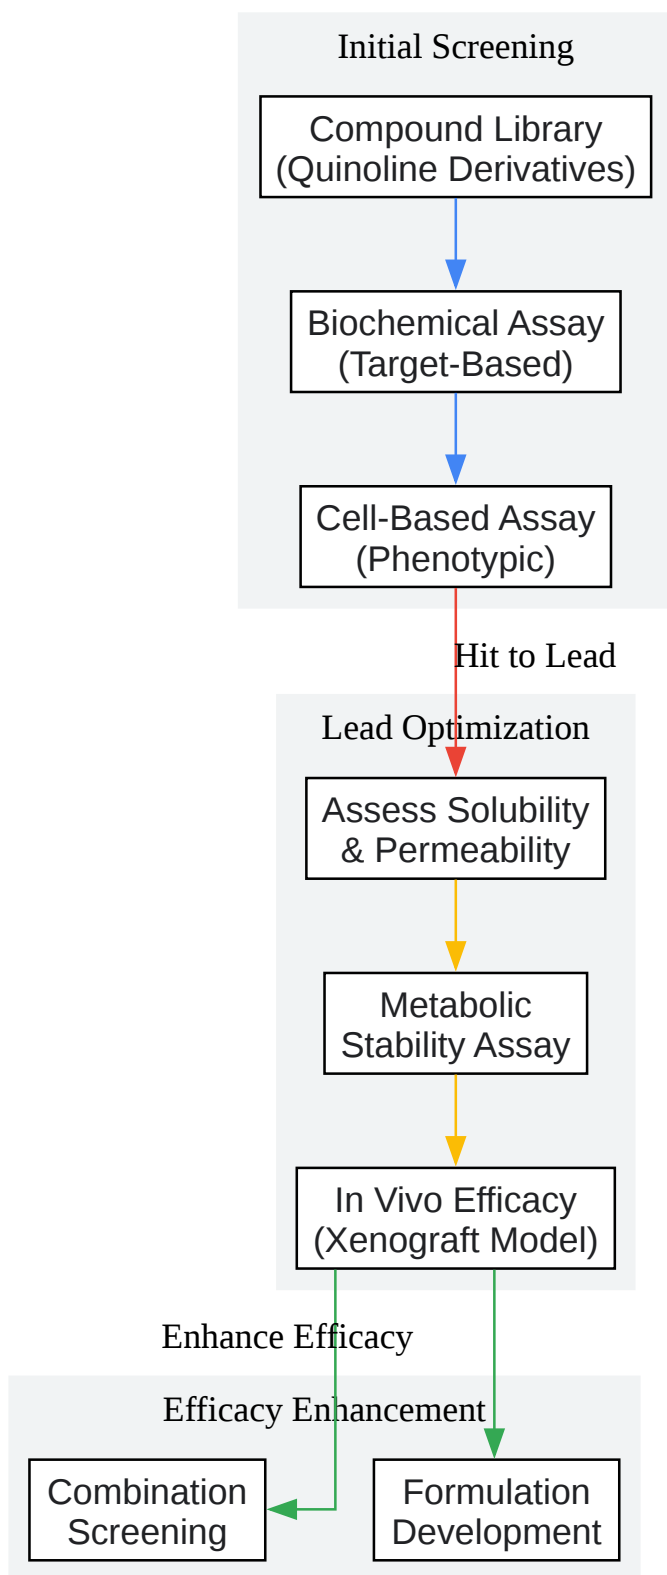 Initial Screening
Compound Library
(Quinoline Derivatives)
Biochemical Assay
(Target-Based)
Cell-Based Assay
(Phenotypic)
Hit to Lead
Lead Optimization
Assess Solubility
& Permeability
Metabolic
Stability Assay
In Vivo Efficacy
(Xenograft Model)
Enhance Efficacy
Efficacy Enhancement
Combination
Screening
Formulation
Development